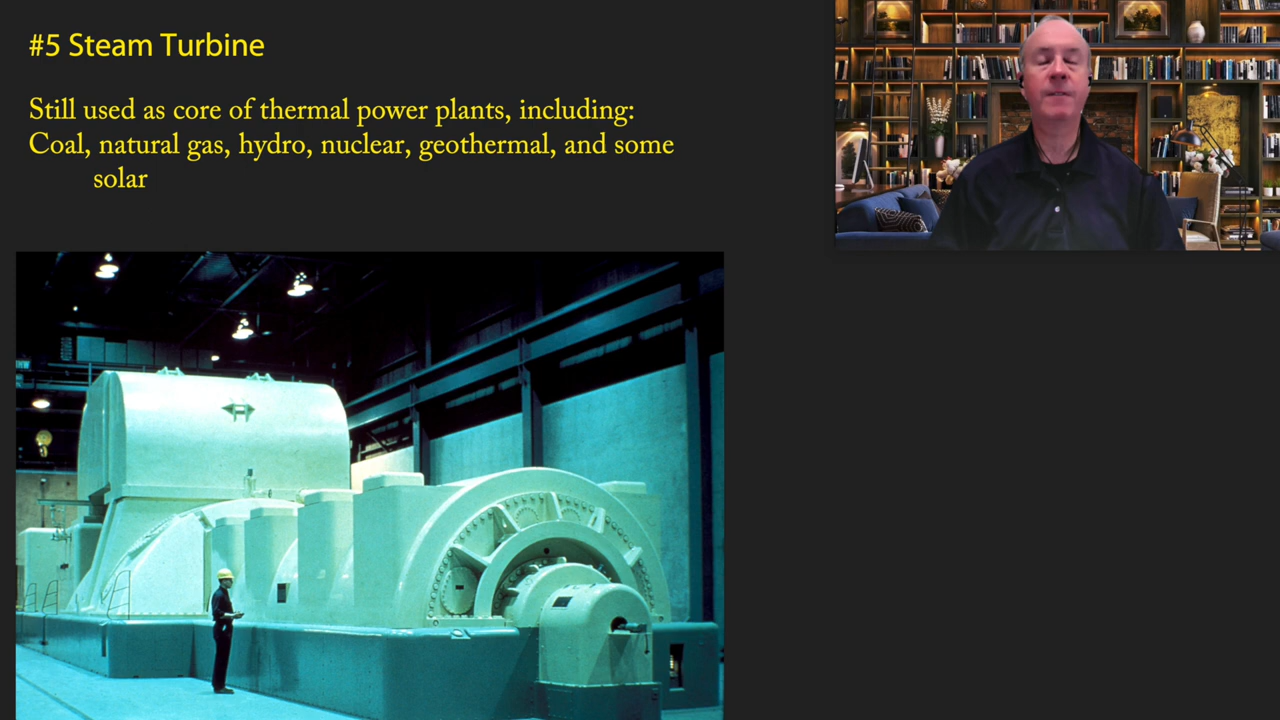 #5 Steam Turbine
Still used as core of thermal power plants, including:
Coal, natural gas, hydro, nuclear, geothermal, and some
solar